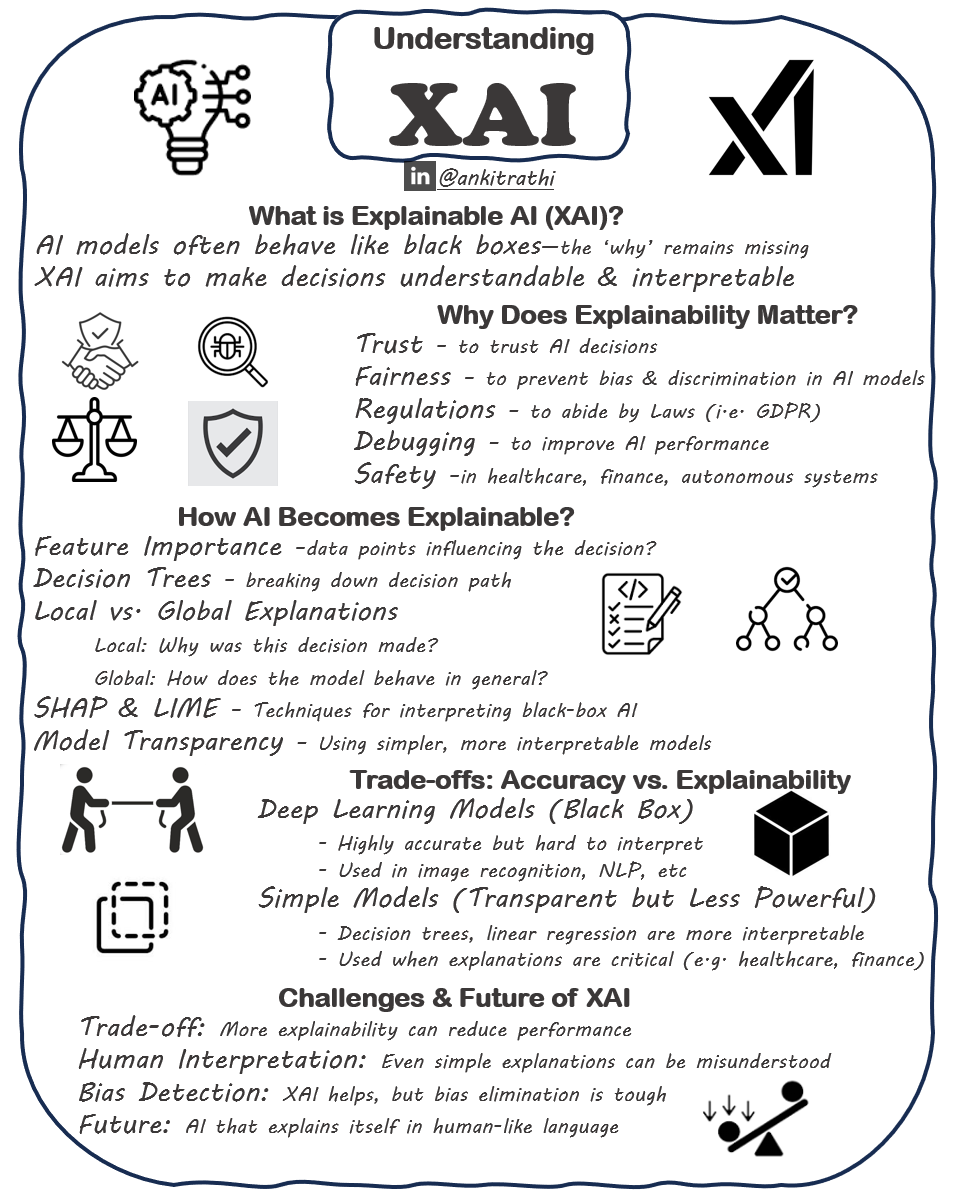 Understanding
XAI
AI
in @ankitrathi
What is Explainable AI (XAI)?
AI models often behave like black boxes—the ‘why’ remains missing
XAI aims to make decisions understandable & interpretable
Why Does Explainability Matter?
Trust - to trust AI decisions
Fairness - to prevent bias & discrimination in AI models
Regulations - to abide by Laws (i.e. GDPR)
Debugging - to improve AI performance
Safety -in healthcare, finance, autonomous systems
How AI Becomes Explainable?
Feature Importance -data points influencing the decision?
Decision Trees - breaking down decision path
Local vs. Global Explanations
Local: Why was this decision made?
Global: How does the model behave in general?
SHAP & LIME - Techniques for interpreting black-box AI
Model Transparency - Using simpler, more interpretable models
Trade-offs: Accuracy vs. Explainability
Deep Learning Models (Black Box)
- Highly accurate but hard to interpret
- Used in image recognition, NLP, etc
Simple Models (Transparent but Less Powerful)
- Decision trees, linear regression are more interpretable
- Used when explanations are critical (e.g. healthcare, finance)
Challenges & Future of XAI
Trade-off: More explainability can reduce performance
Human Interpretation: Even simple explanations can be misunderstood
Bias Detection: XAI helps, but bias elimination is tough
Future: AI that explains itself in human-like language